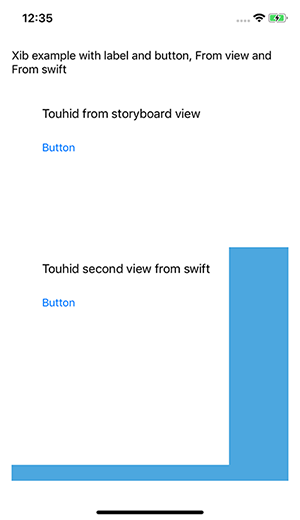 12:35
Xib example with label and button, From view and
From swift
Touhid from storyboard view
Button
Touhid second view from swift
Button